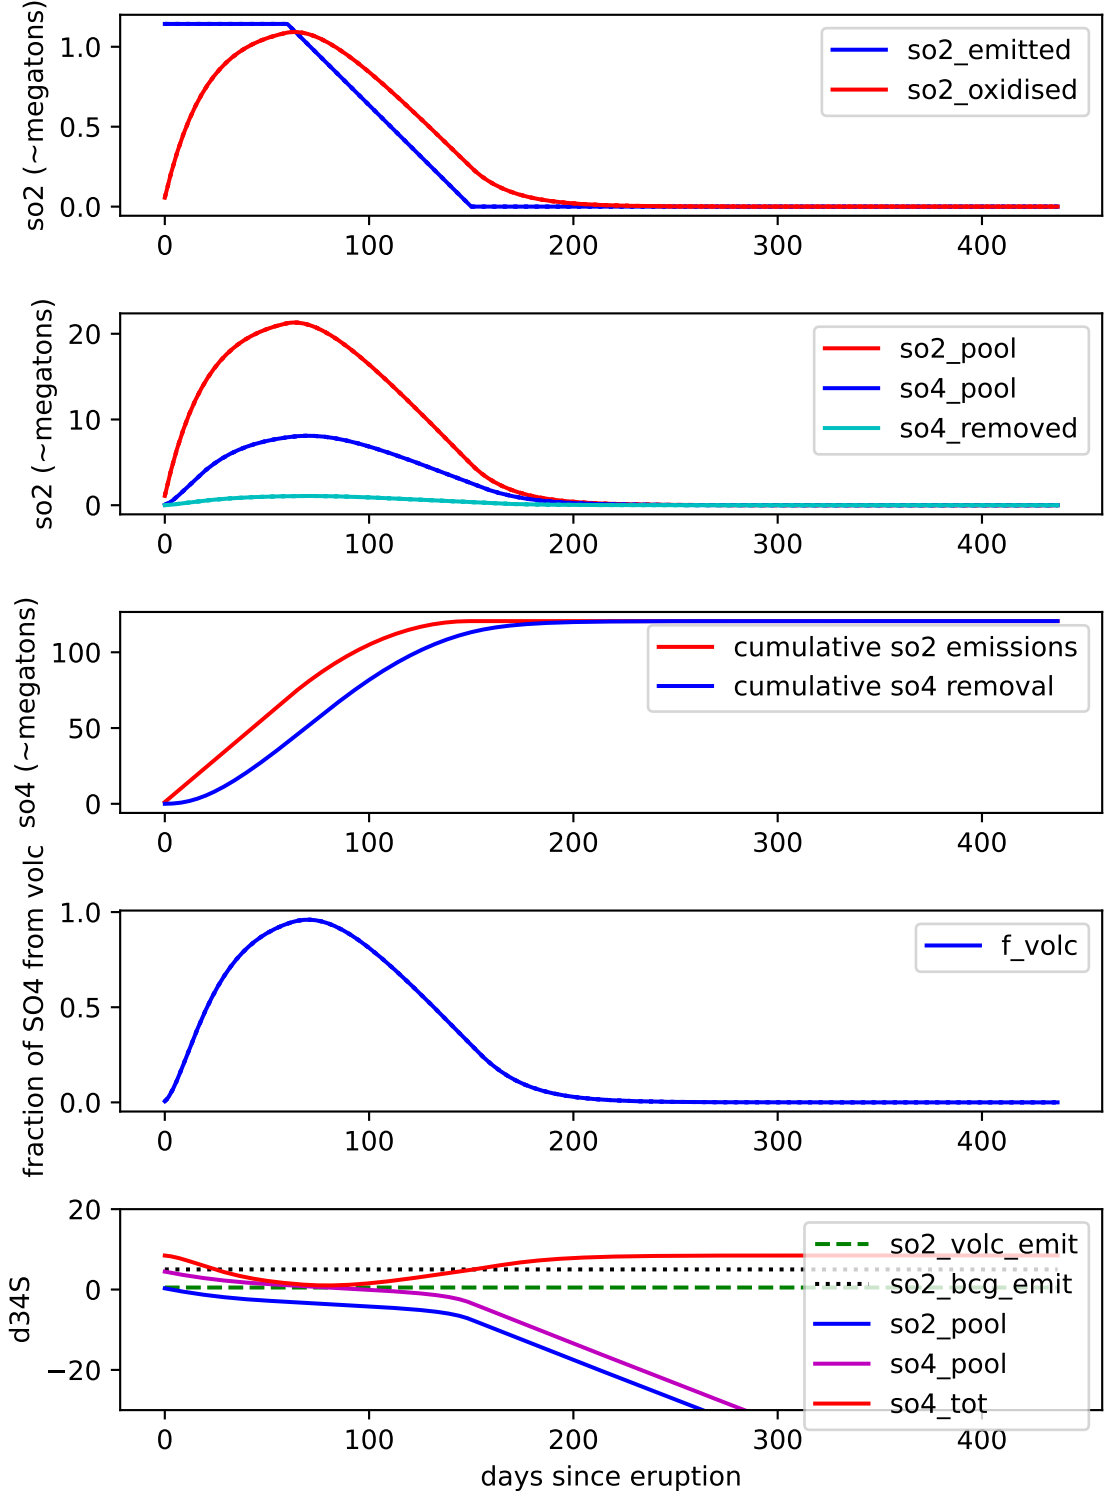 so2 (~megatons)
1.0
0.5
0.0
so2_emitted
so2_oxidised
0 100 200 300 400
so2 (~megatons)
20
10
0
so2_pool
so4_pool
so4_removed
0 100 200 300 400
so4 (~megatons)
100
50
0
cumulative so2 emissions
cumulative so4 removal
0 100 200 300 400
fraction of SO4 from volc
1.0
0.5
0.0
f_volc
0 100 200 300 400
d34S
20
0
−20
so2_volc_emit
so2_bcg_emit
so2_pool
so4_pool
so4_tot
0 100 200 300 400
days since eruption